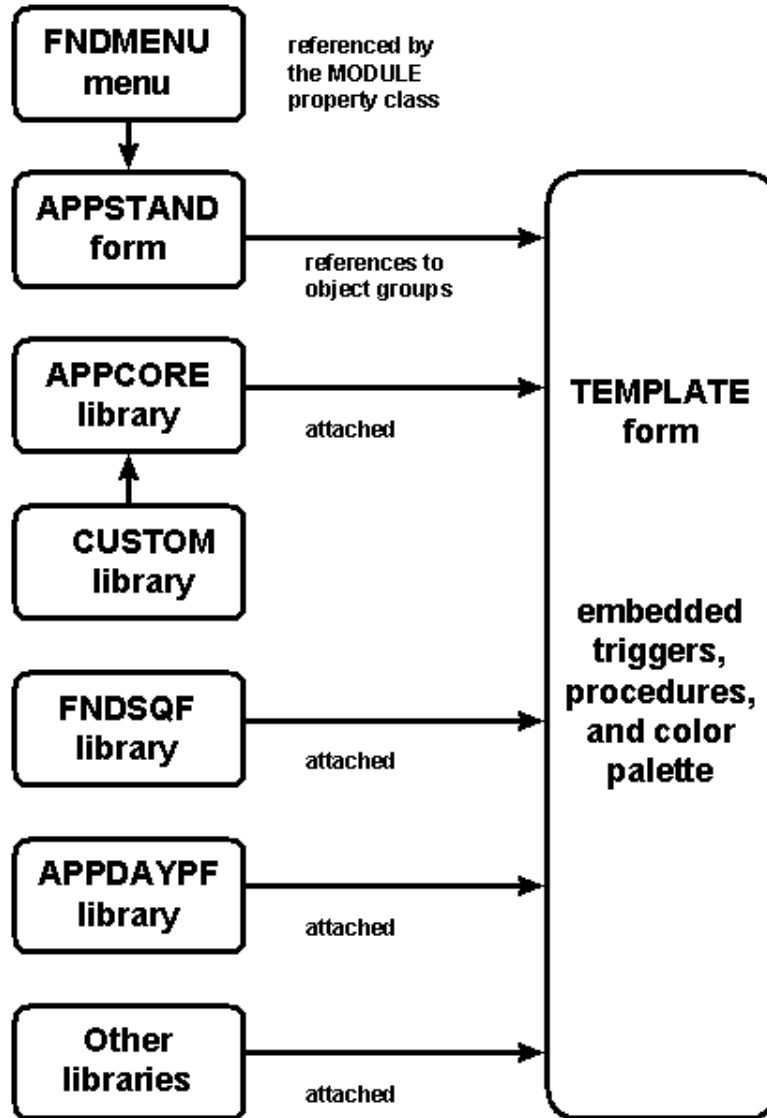 FNDMENU
menu
referenced by
the MODULE
property class
APPSTAND
form
references to
object groups
APPCORE
library
attached
TEMPLATE
form
CUSTOM
library
embedded
triggers,
procedures,
and color
palette
FNDSQF
library
attached
APPDAYPF
library
attached
Other
libraries
attached